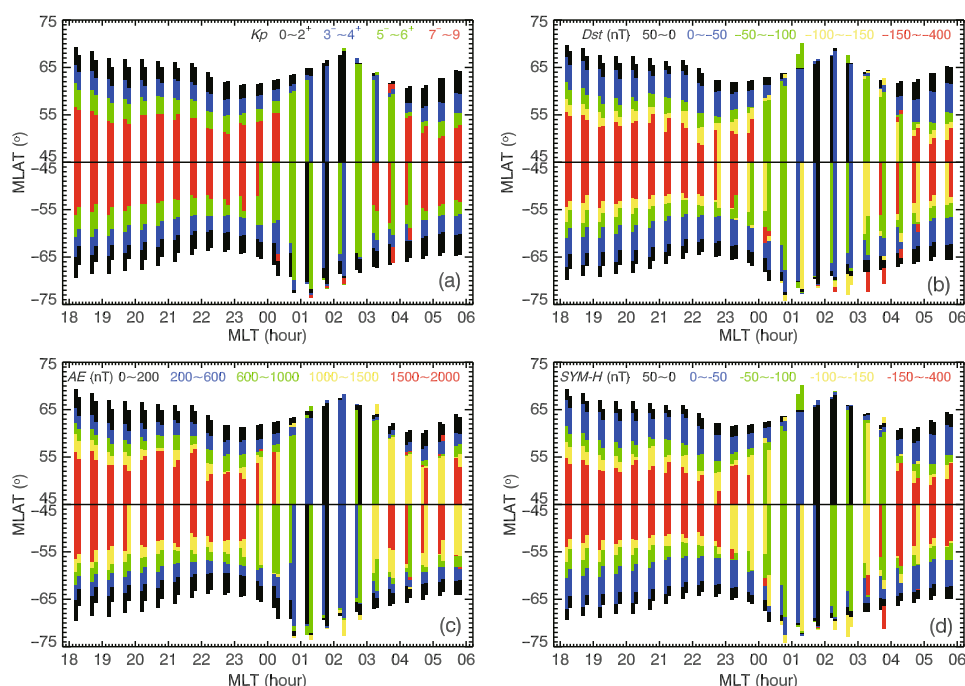 Kp 0~2+ 3-~4+ 5-~6+ 7-~9
75
65
55
45
-45
-55
-65
-75
MLAT (°)
(a)
18 19 20 21 22 23 00 01 02 03 04 05 06
MLT (hour)
Dst (nT) 50~0 0~-50 -50~-100 -100~-150 -150~-400
75
65
55
45
-45
-55
-65
-75
MLAT (°)
(b)
18 19 20 21 22 23 00 01 02 03 04 05 06
MLT (hour)
AE (nT) 0~200 200~600 600~1000 1000~1500 1500~2000
75
65
55
45
-45
-55
-65
-75
MLAT (°)
(c)
18 19 20 21 22 23 00 01 02 03 04 05 06
MLT (hour)
SYM-H (nT) 50~0 0~-50 -50~-100 -100~-150 -150~-400
75
65
55
45
-45
-55
-65
-75
MLAT (°)
(d)
18 19 20 21 22 23 00 01 02 03 04 05 06
MLT (hour)